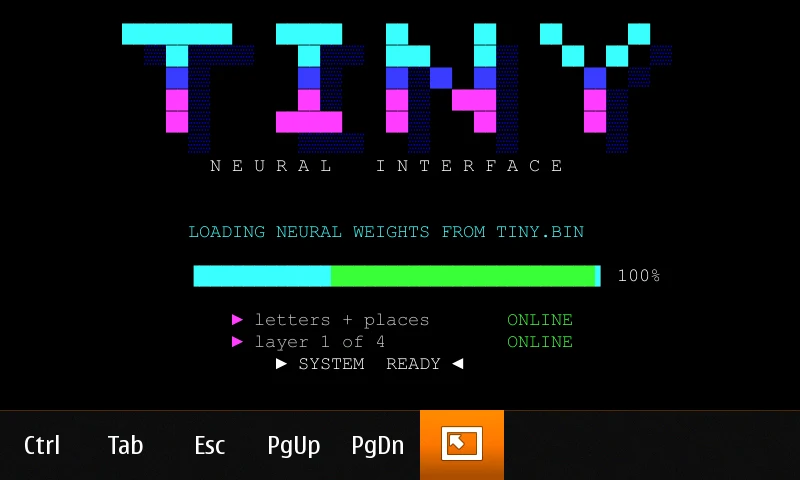 TINY
NEURAL INTERFACE
LOADING NEURAL WEIGHTS FROM TINY.BIN
100%
► letters + places ONLINE
► layer 1 of 4 ONLINE
► SYSTEM READY ◄
Ctrl Tab Esc PgUp PgDn